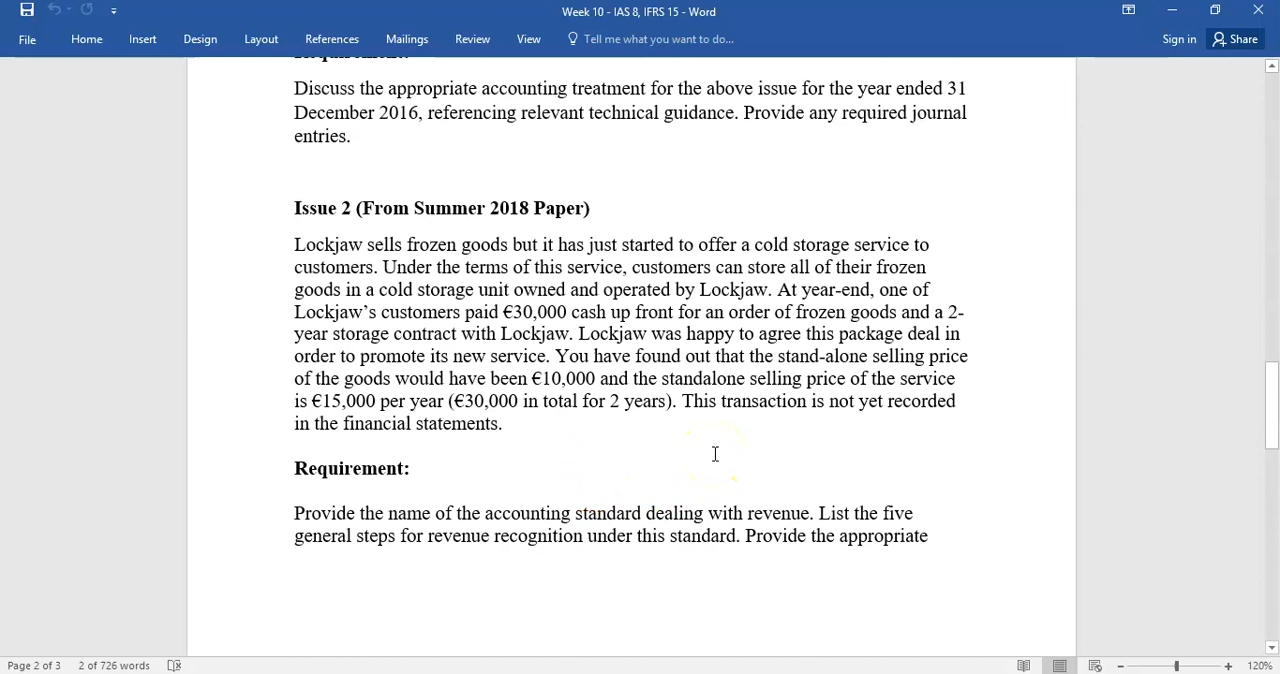 Week 10 - IAS 8, IFRS 15 - Word
File Home Insert Design Layout References Mailings Review View Tell me what you want to do... Sign in Share
Requirement:
Discuss the appropriate accounting treatment for the above issue for the year ended 31
December 2016, referencing relevant technical guidance. Provide any required journal
entries.
Issue 2 (From Summer 2018 Paper)
Lockjaw sells frozen goods but it has just started to offer a cold storage service to
customers. Under the terms of this service, customers can store all of their frozen
goods in a cold storage unit owned and operated by Lockjaw. At year-end, one of
Lockjaw’s customers paid €30,000 cash up front for an order of frozen goods and a 2-
year storage contract with Lockjaw. Lockjaw was happy to agree this package deal in
order to promote its new service. You have found out that the stand-alone selling price
of the goods would have been €10,000 and the standalone selling price of the service
is €15,000 per year (€30,000 in total for 2 years). This transaction is not yet recorded
in the financial statements.
Requirement:
Provide the name of the accounting standard dealing with revenue. List the five
general steps for revenue recognition under this standard. Provide the appropriate
Page 2 of 3 2 of 726 words 120%